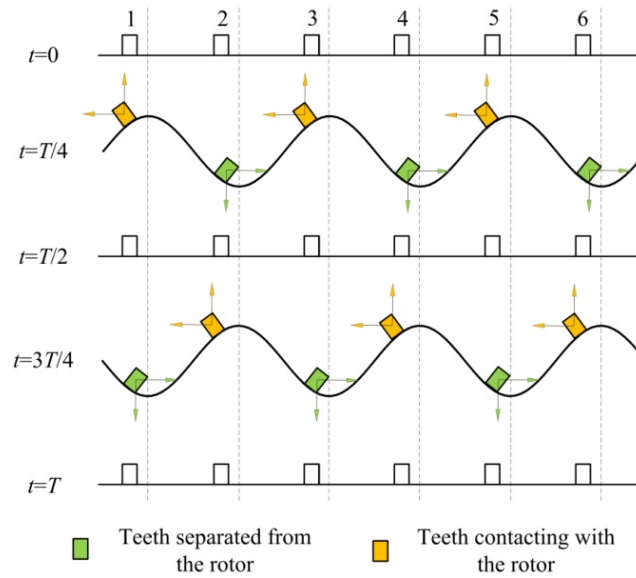 1 2 3 4 5 6
t=0
t=T/4
t=T/2
t=3T/4
t=T
Teeth separated from
the rotor
Teeth contacting with
the rotor